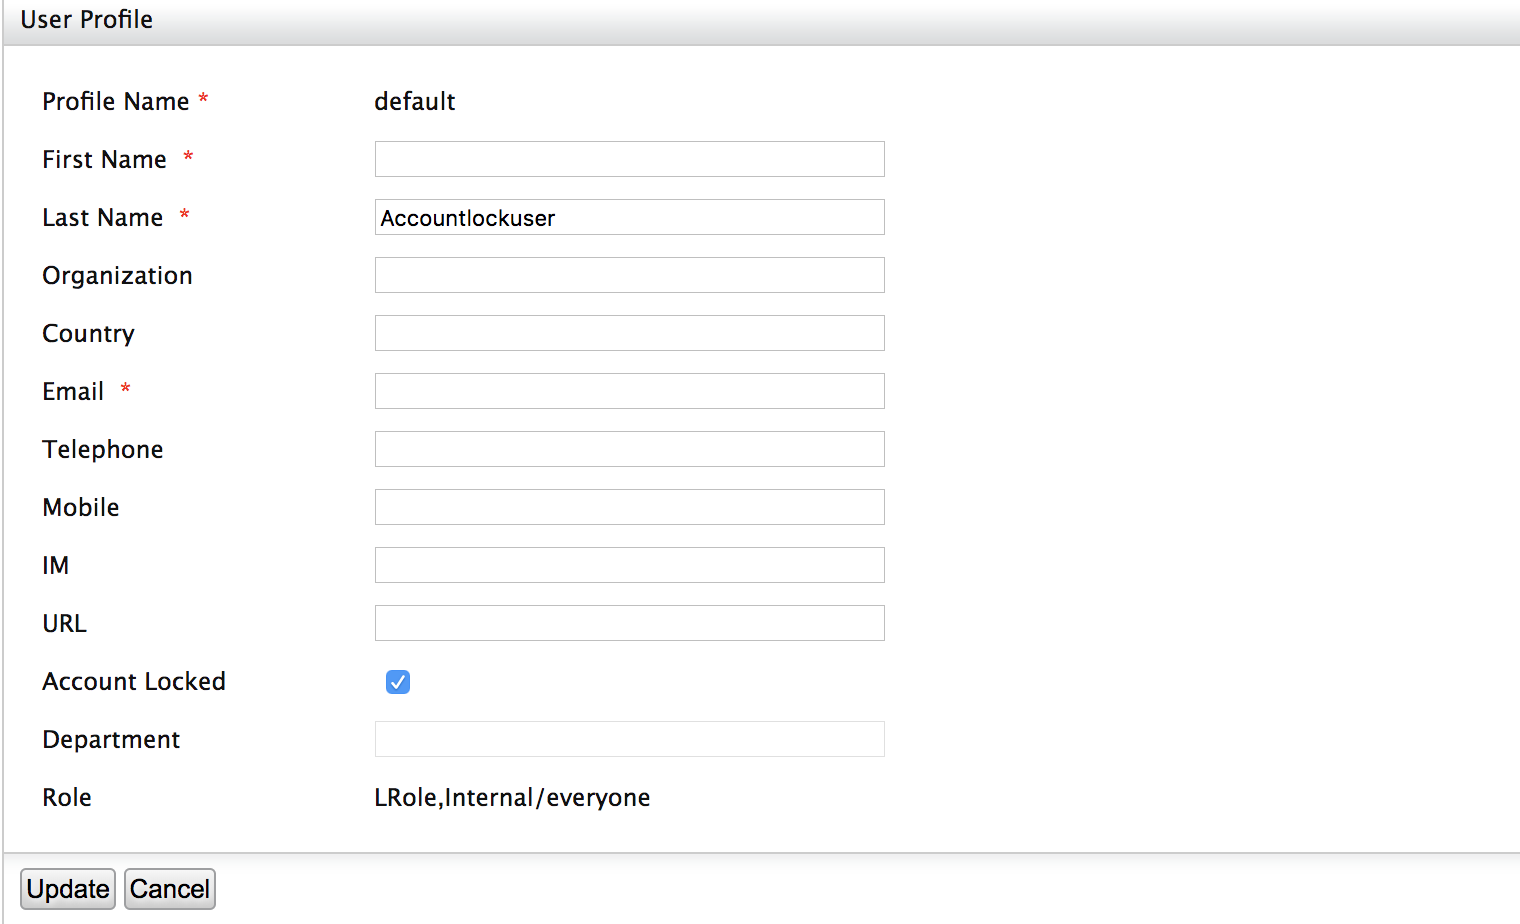 User Profile
Profile Name * default
First Name *
Last Name * Accountlockuser
Organization
Country
Email *
Telephone
Mobile
IM
URL
Account Locked
Department
Role LRole,Internal/everyone
Update Cancel